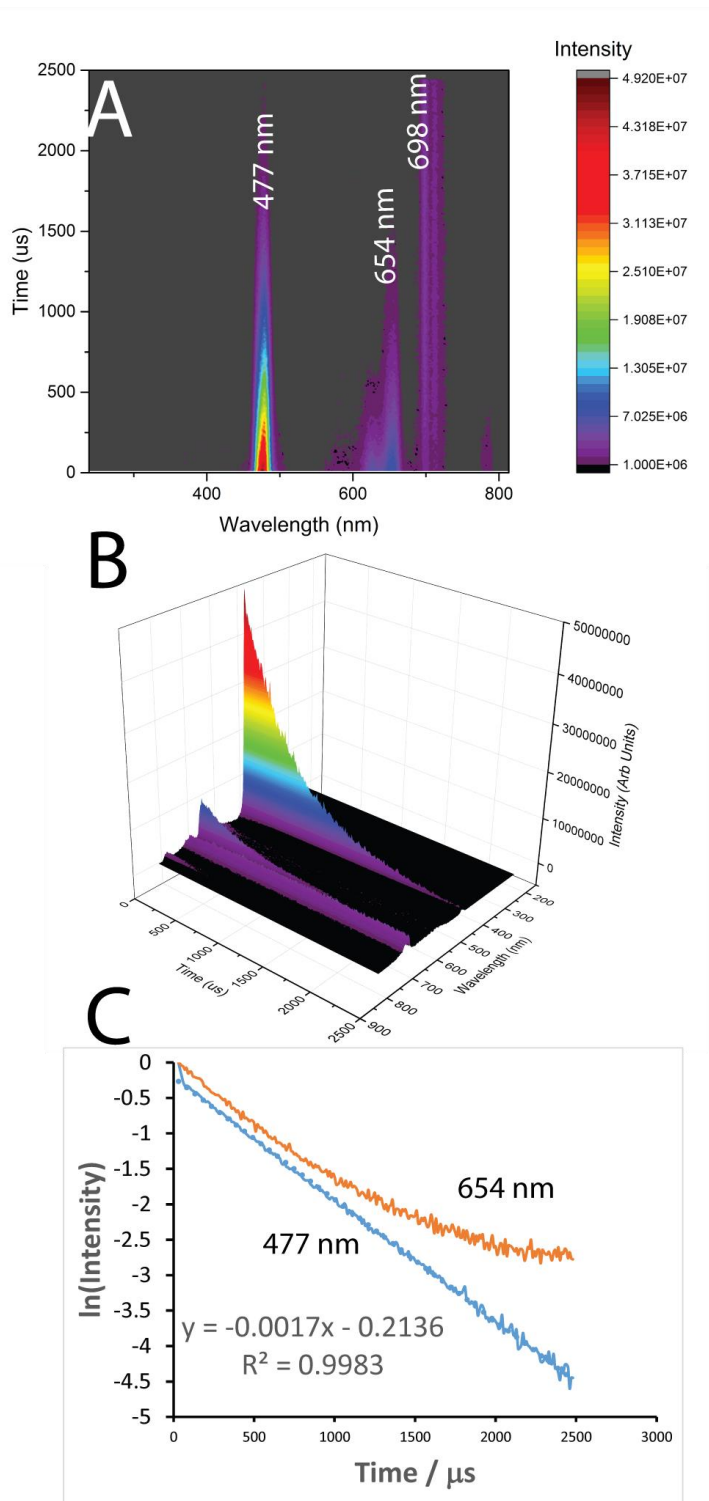 A
Intensity
2500
2000
1500
1000
500
0
Time (us)
477 nm
654 nm
698 nm
4.920E+07
4.318E+07
3.715E+07
3.113E+07
2.510E+07
1.908E+07
1.305E+07
7.025E+06
1.000E+06
400
600
800
Wavelength (nm)
B
50000000
40000000
30000000
20000000
10000000
0
Intensity (Arb Units)
0
500
1000
1500
2000
2500
Time (us)
200
300
400
500
600
700
800
900
Wavelength (nm)
C
0
-0.5
-1
-1.5
-2
-2.5
-3
-3.5
-4
-4.5
-5
ln(Intensity)
654 nm
477 nm
y = -0.0017x - 0.2136
R² = 0.9983
0
500
1000
1500
2000
2500
3000
Time / μs